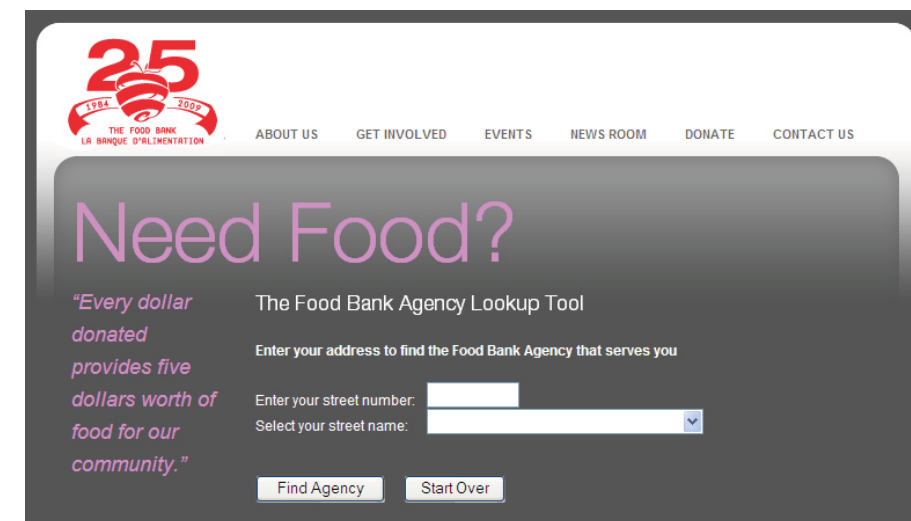 25
1984 2009
THE FOOD BANK
LA BANQUE D'ALIMENTATION
ABOUT US GET INVOLVED EVENTS NEWS ROOM DONATE CONTACT US
Need Food?
“Every dollar
donated
provides five
dollars worth of
food for our
community.”
The Food Bank Agency Lookup Tool
Enter your address to find the Food Bank Agency that serves you
Enter your street number:
Select your street name:
Find Agency Start Over